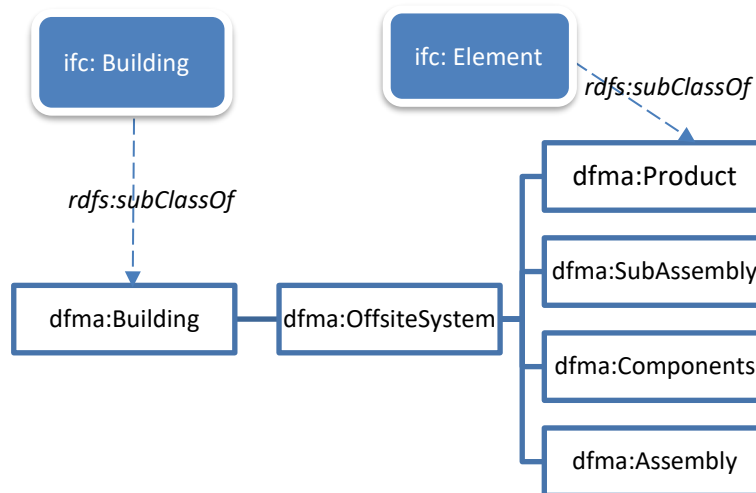 ifc: Building
ifc: Element
rdfs:subClassOf
dfma:Product
rdfs:subClassOf
dfma:SubAssembly
dfma:Building
dfma:OffsiteSystem
dfma:Components
dfma:Assembly